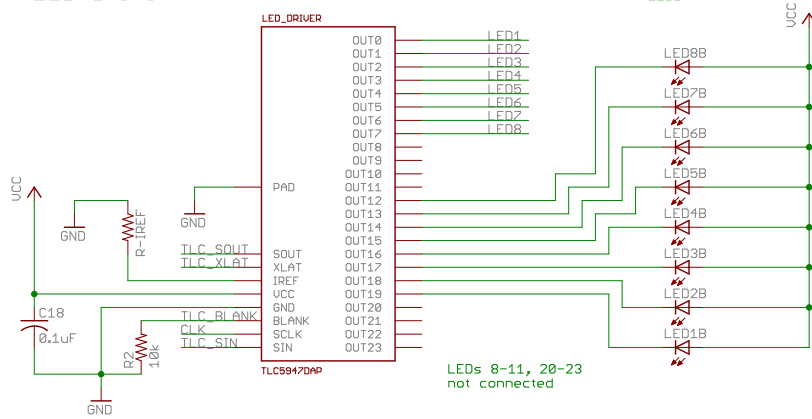 LED_DRIVER
VCC
OUT0
LED1
OUT1
LED2
OUT2
LED3
OUT3
LED4
OUT4
LED5
OUT5
LED6
OUT6
LED7
OUT7
LED8
OUT8
OUT9
OUT10
OUT11
OUT12
OUT13
OUT14
OUT15
OUT16
OUT17
OUT18
OUT19
OUT20
OUT21
OUT22
OUT23
LED8B
LED7B
LED6B
LED5B
LED4B
LED3B
LED2B
LED1B
VCC
GND
R-IREF
GND
PAD
TLC_SOUT
SOUT
TLC_XLAT
XLAT
IREF
VCC
GND
TLC_BLANK
BLANK
CLK
SCLK
TLC_SIN
SIN
C18
0.1uF
R2
10k
GND
TLC5947DAP
LEDs 8-11, 20-23
not connected